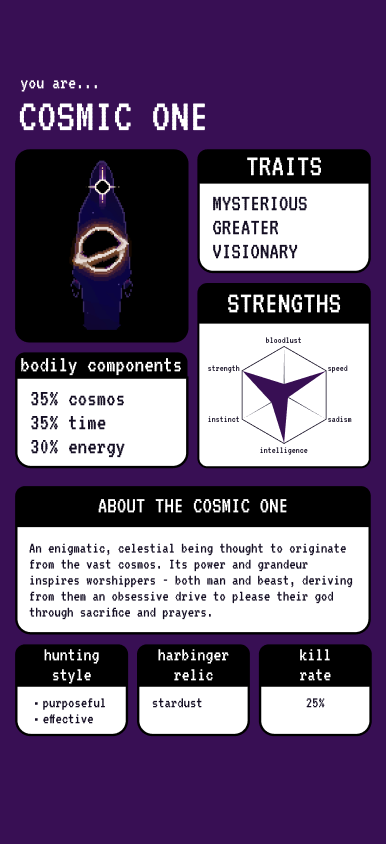 you are...
COSMIC ONE
TRAITS
MYSTERIOUS
GREATER
VISIONARY
STRENGTHS
bloodlust
strength
speed
instinct
sadism
intelligence
bodily components
35% cosmos
35% time
30% energy
ABOUT THE COSMIC ONE
An enigmatic, celestial being thought to originate
from the vast cosmos. Its power and grandeur
inspires worshippers - both man and beast, deriving
from them an obsessive drive to please their god
through sacrifice and prayers.
hunting
style
• purposeful
• effective
harbinger
relic
stardust
kill
rate
25%